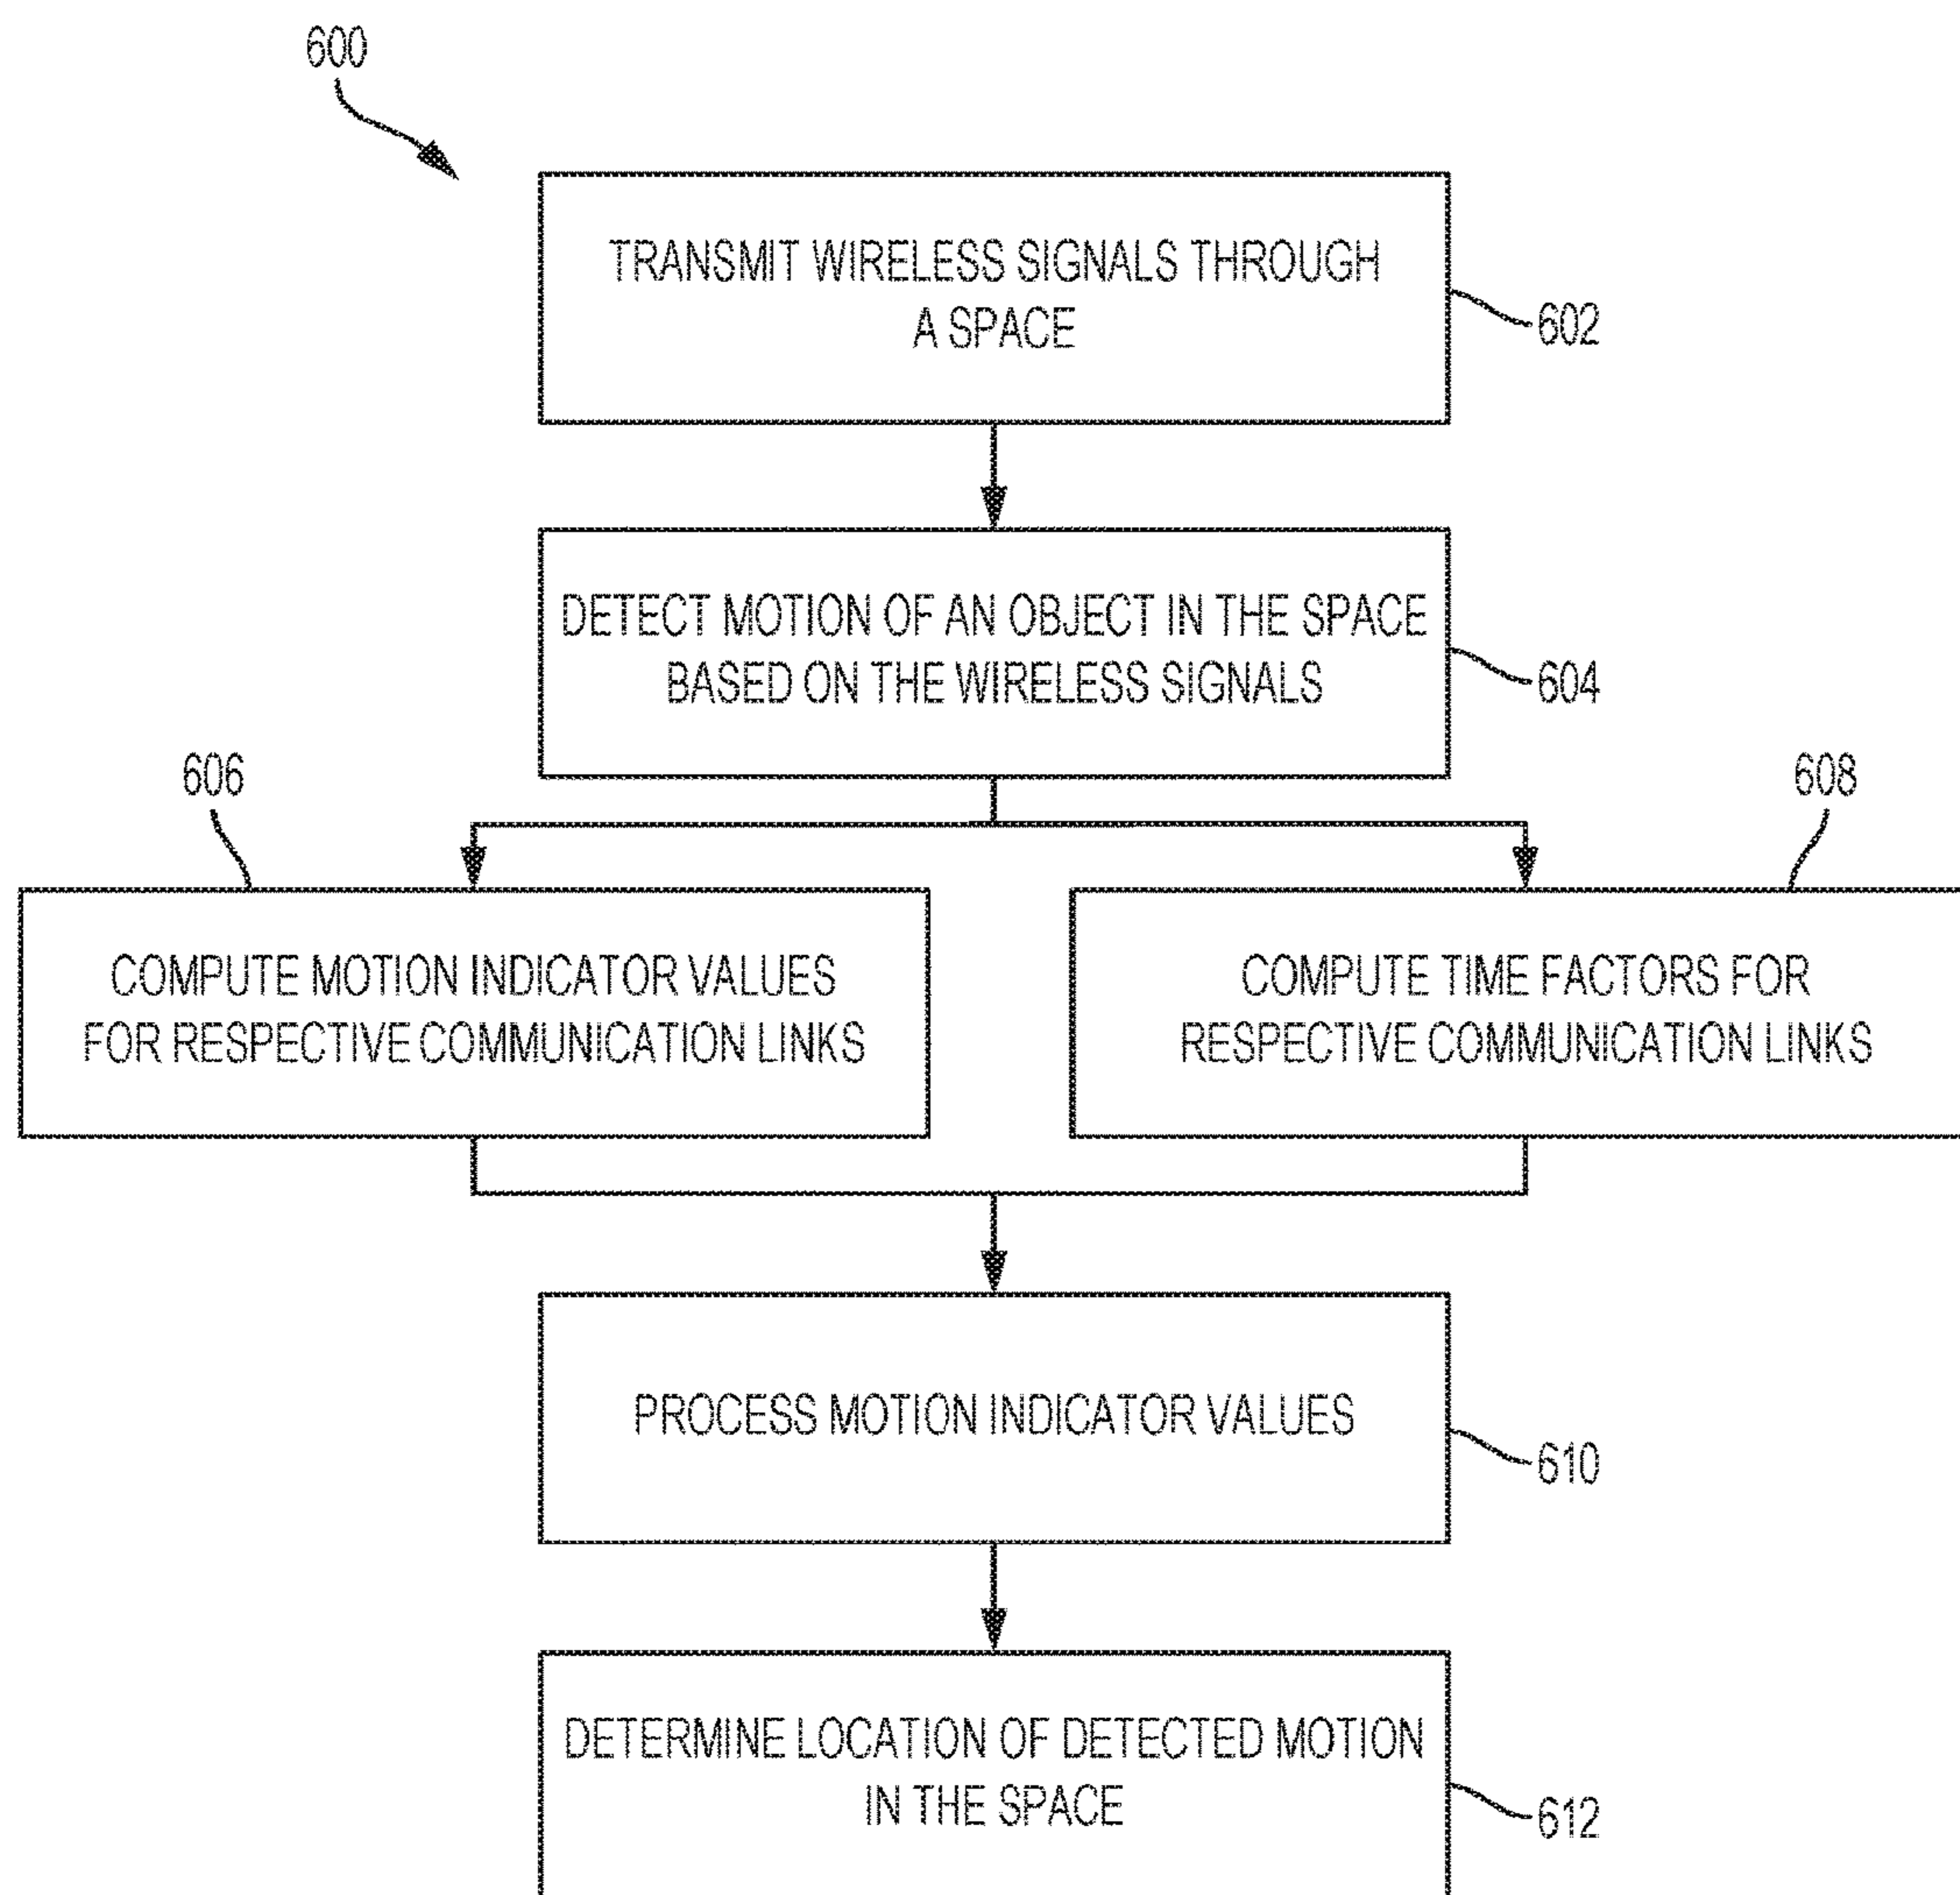 600
TRANSMIT WIRELESS SIGNALS THROUGH
A SPACE
602
DETECT MOTION OF AN OBJECT IN THE SPACE
BASED ON THE WIRELESS SIGNALS
604
606
608
COMPUTE MOTION INDICATOR VALUES
FOR RESPECTIVE COMMUNICATION LINKS
COMPUTE TIME FACTORS FOR
RESPECTIVE COMMUNICATION LINKS
PROCESS MOTION INDICATOR VALUES
610
DETERMINE LOCATION OF DETECTED MOTION
IN THE SPACE
612